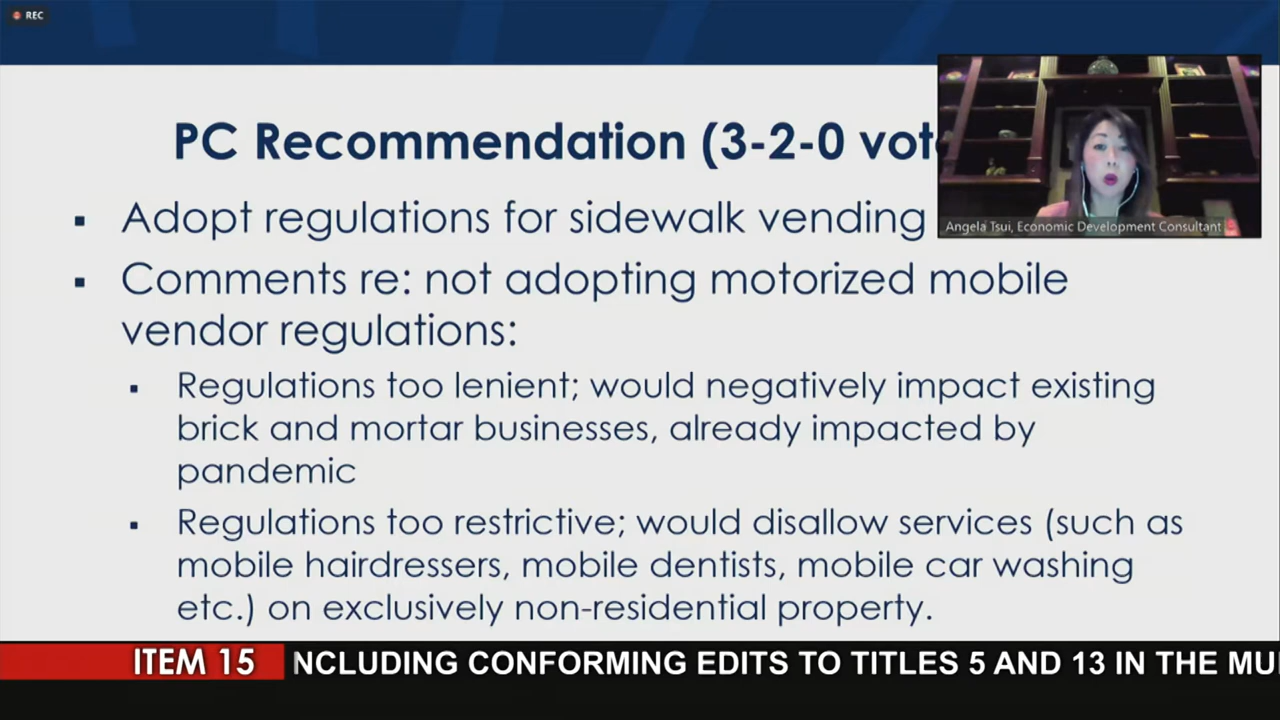 REC
PC Recommendation (3-2-0 vot
Adopt regulations for sidewalk vending
Angela Tsui, Economic Development Consultant
Comments re: not adopting motorized mobile
vendor regulations:
Regulations too lenient; would negatively impact existing
brick and mortar businesses, already impacted by
pandemic
Regulations too restrictive; would disallow services (such as
mobile hairdressers, mobile dentists, mobile car washing
etc.) on exclusively non-residential property.
ITEM 15 NCLUDING CONFORMING EDITS TO TITLES 5 AND 13 IN THE MU